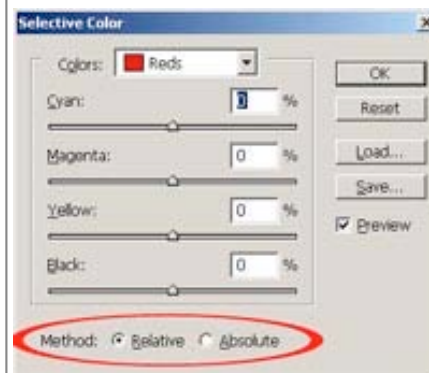 Selective Color
Colors: Reds
OK
Cyan: 0 %
Reset
Magenta: 0 %
Load...
Yellow: 0 %
Save...
Preview
Black: 0 %
Method: Relative Absolute